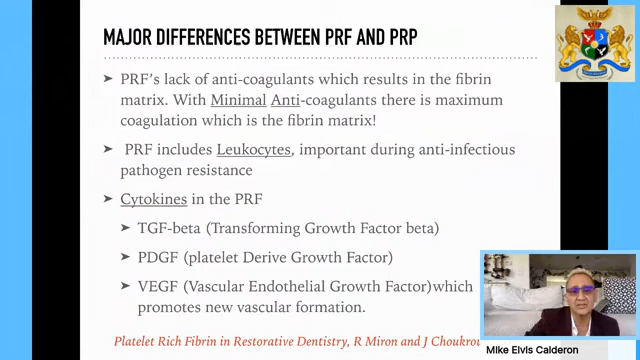 MAJOR DIFFERENCES BETWEEN PRF AND PRP
➤ PRF's lack of anti-coagulants which results in the fibrin
matrix. With Minimal Anti-coagulants there is maximum
coagulation which is the fibrin matrix!
➤ PRF includes Leukocytes, important during anti-infectious
pathogen resistance
➤ Cytokines in the PRF
➤ TGF-beta (Transforming Growth Factor beta)
➤ PDGF (platelet Derive Growth Factor)
➤ VEGF (Vascular Endothelial Growth Factor)which
promotes new vascular formation.
Platelet Rich Fibrin in Restorative Dentistry, R Miron and J Choukrou
Mike Elvis Calderon